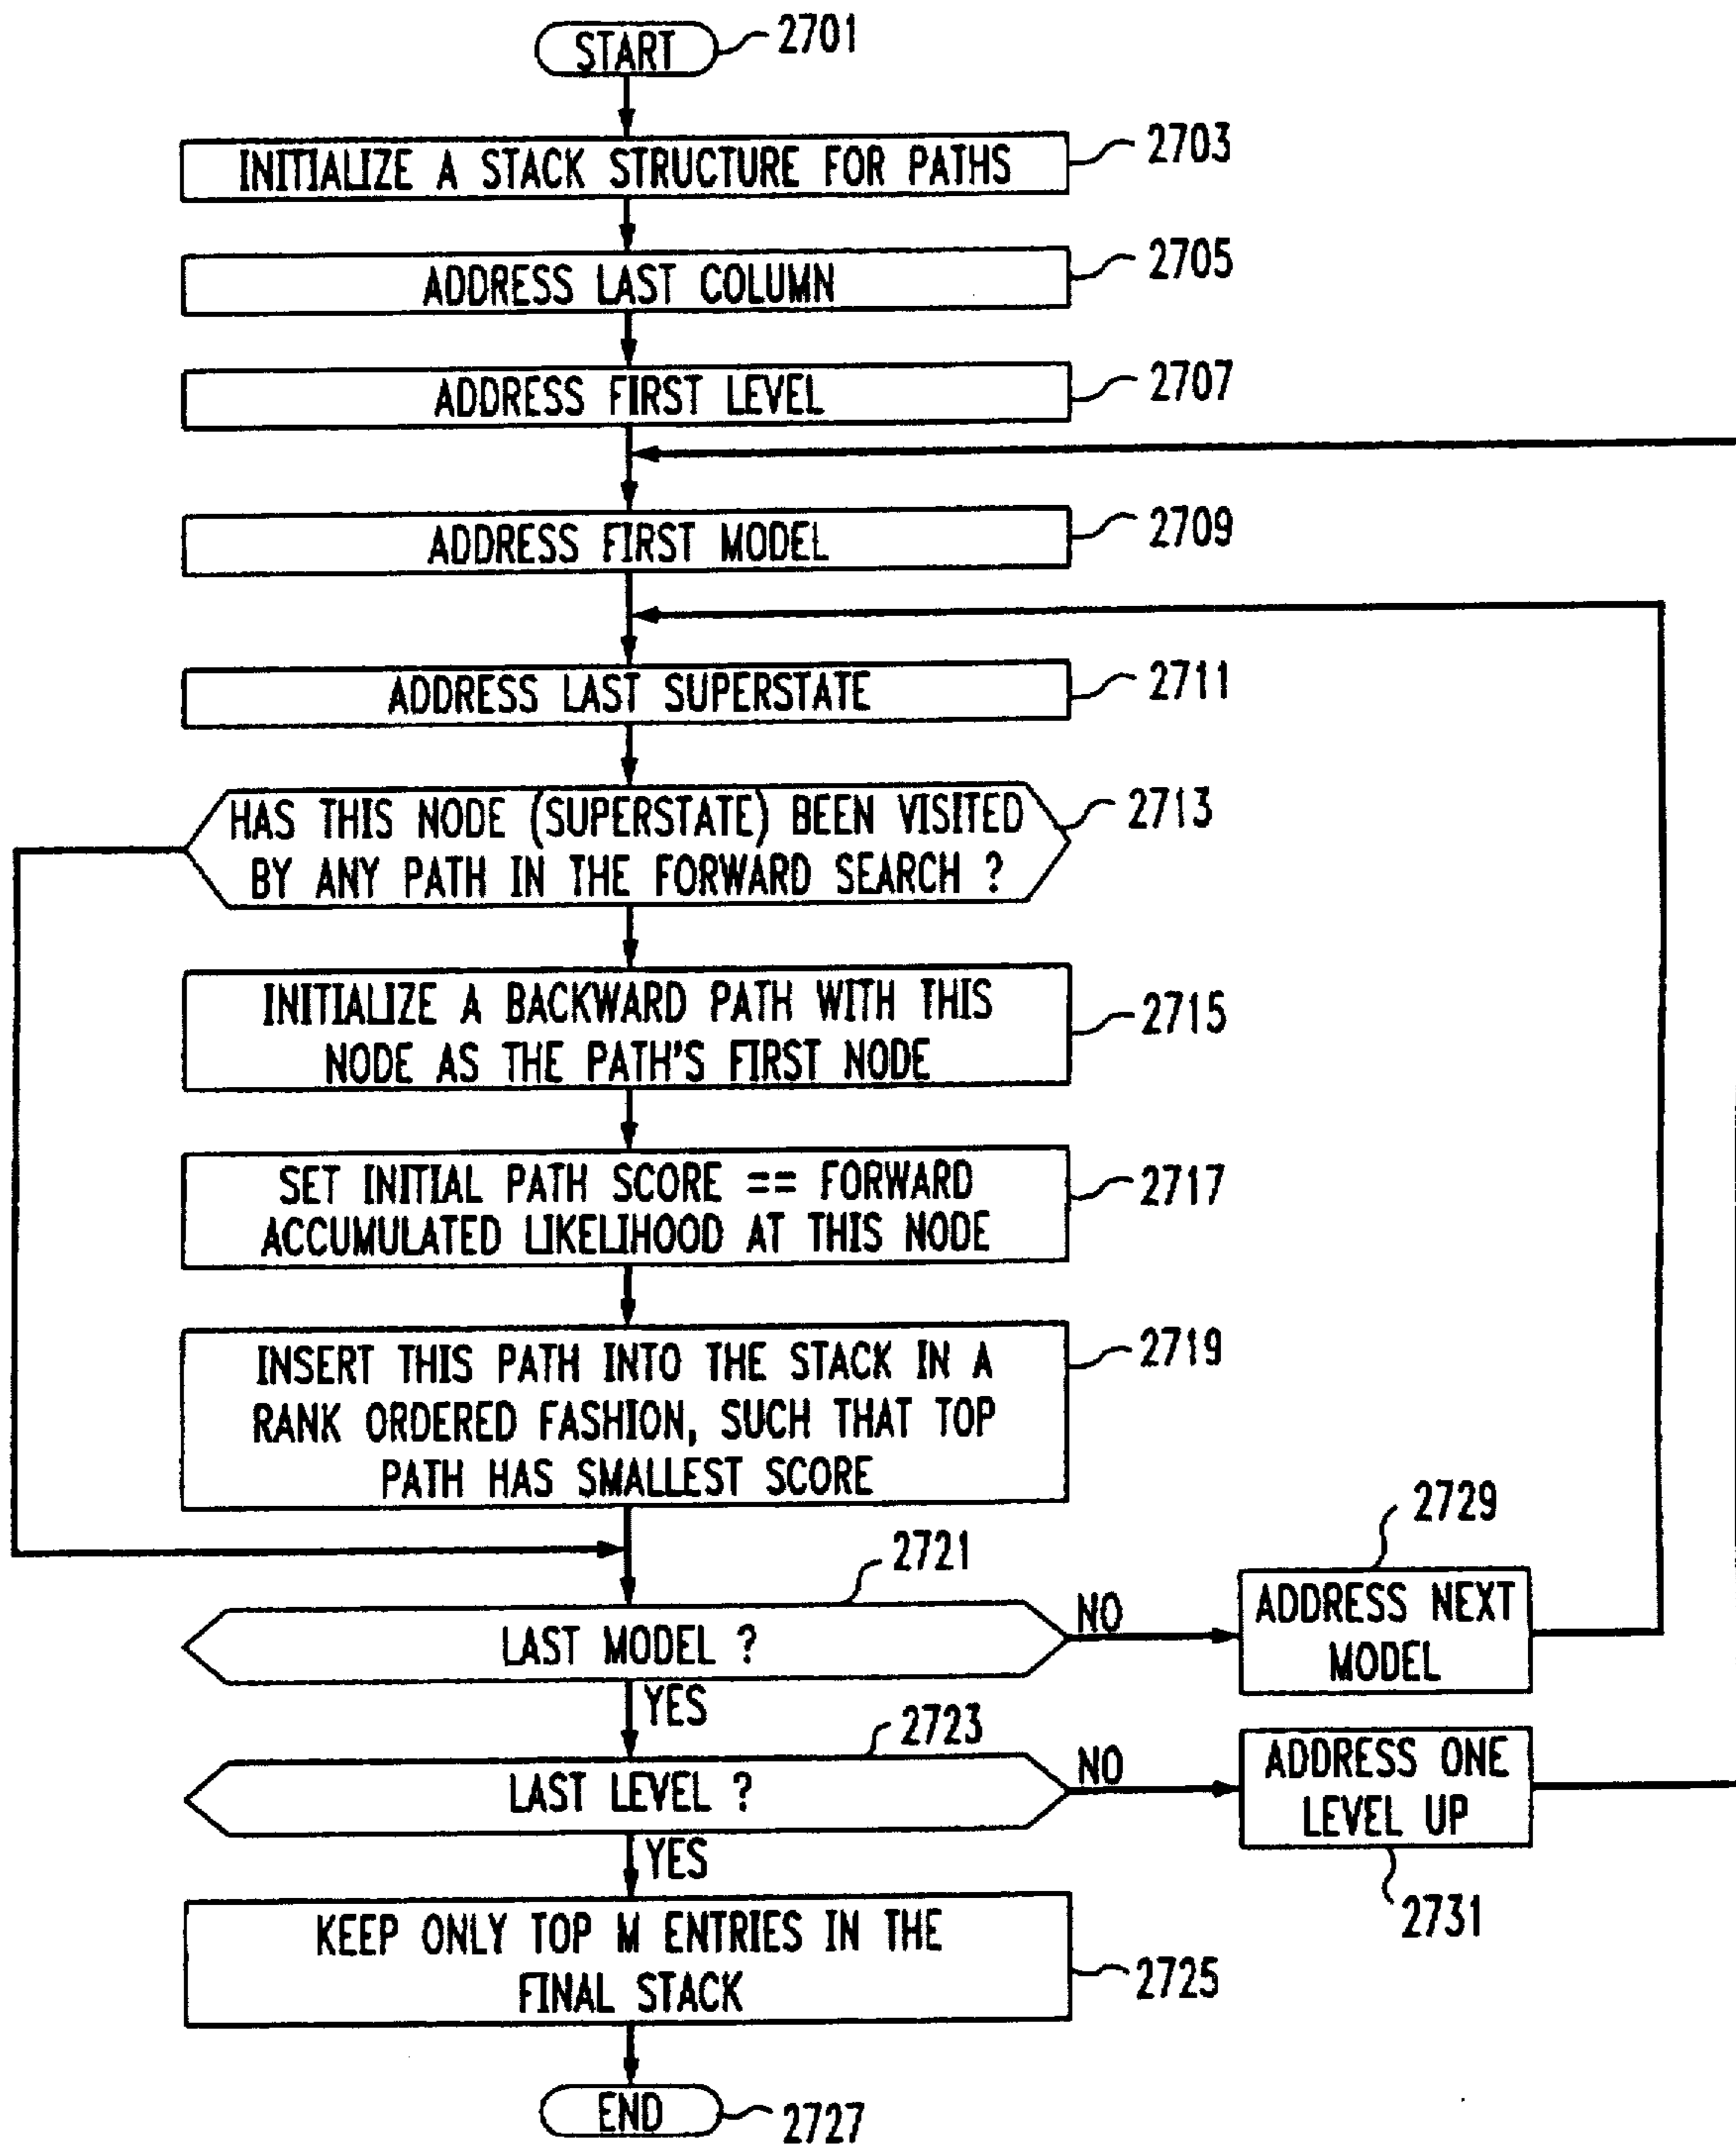 START
2701
INITIALIZE A STACK STRUCTURE FOR PATHS
2703
ADDRESS LAST COLUMN
2705
ADDRESS FIRST LEVEL
2707
ADDRESS FIRST MODEL
2709
ADDRESS LAST SUPERSTATE
2711
HAS THIS NODE (SUPERSTATE) BEEN VISITED
BY ANY PATH IN THE FORWARD SEARCH ?
2713
INITIALIZE A BACKWARD PATH WITH THIS
NODE AS THE PATH'S FIRST NODE
2715
SET INITIAL PATH SCORE == FORWARD
ACCUMULATED LIKELIHOOD AT THIS NODE
2717
INSERT THIS PATH INTO THE STACK IN A
RANK ORDERED FASHION, SUCH THAT TOP
PATH HAS SMALLEST SCORE
2719
LAST MODEL ?
2721
NO
ADDRESS NEXT
MODEL
2729
YES
LAST LEVEL ?
2723
NO
ADDRESS ONE
LEVEL UP
2731
YES
KEEP ONLY TOP M ENTRIES IN THE
FINAL STACK
2725
END
2727